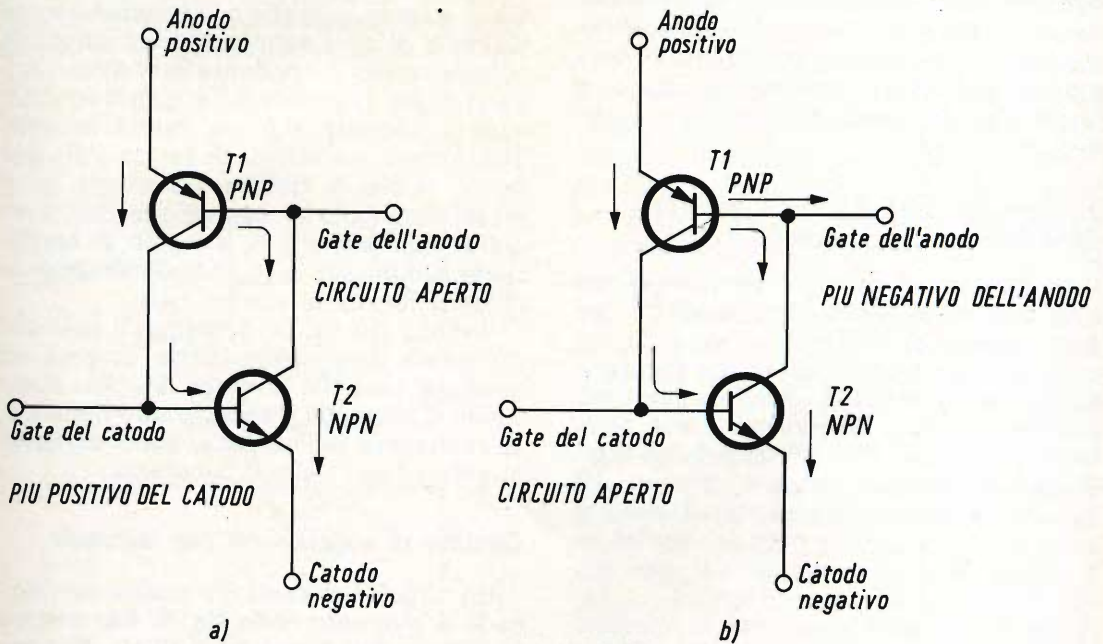 Anodo
positivo
T1
PNP
Gate dell'anodo
CIRCUITO APERTO
T2
NPN
Gate del catodo
PIU POSITIVO DEL CATODO
Catodo
negativo
a)
Anodo
positivo
T1
PNP
Gate dell'anodo
PIU NEGATIVO DELL'ANODO
T2
NPN
Gate del catodo
CIRCUITO APERTO
Catodo
negativo
b)